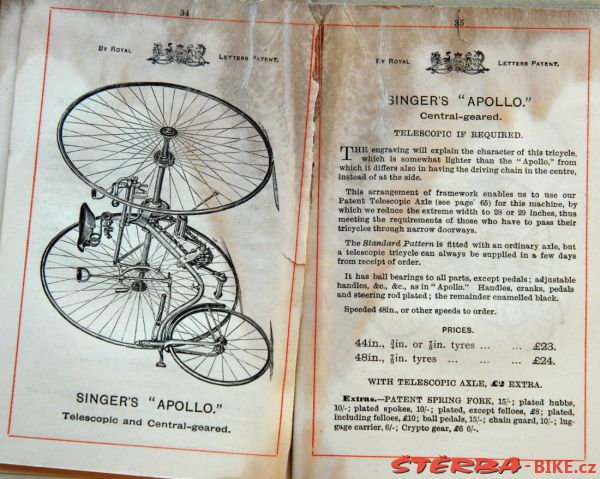 34
BY ROYAL LETTERS PATENT.
SINGER'S "APOLLO."
Telescopic and Central-geared.
35
BY ROYAL LETTERS PATENT.
SINGER'S "APOLLO."
Central-geared.
TELESCOPIC IF REQUIRED.
THE engraving will explain the character of this tricycle,
which is somewhat lighter than the "Apollo," from
which it differs also in having the driving chain in the centre,
instead of at the side.
This arrangement of framework enables us to use our
Patent Telescopic Axle (see page 65) for this machine, by
which we reduce the extreme width to 28 or 29 inches, thus
meeting the requirements of those who have to pass their
tricycles through narrow doorways.
The Standard Pattern is fitted with an ordinary axle, but
a telescopic tricycle can always be supplied in a few days
from receipt of order.
It has ball bearings to all parts, except pedals; adjustable
handles, &c., &c., as in "Apollo." Handles, cranks, pedals
and steering rod plated; the remainder enamelled black.
Speeded 48in., or other speeds to order.
PRICES.
44in., ¾in. or ⅞in. tyres ... ... £23.
48in., ⅞in. tyres ... ... ... £24.
WITH TELESCOPIC AXLE, £2 EXTRA.
Extras.—PATENT SPRING FORK, 15/-; plated hubbs,
10/-; plated spokes, 10/-; plated, except felloes, £8; plated,
including felloes, £10; ball pedals, 15/-; chain guard, 10/-; lug-
gage carrier, 6/-; Crypto gear, £6 6/-.
ŠTĚRBA-BIKE.cz